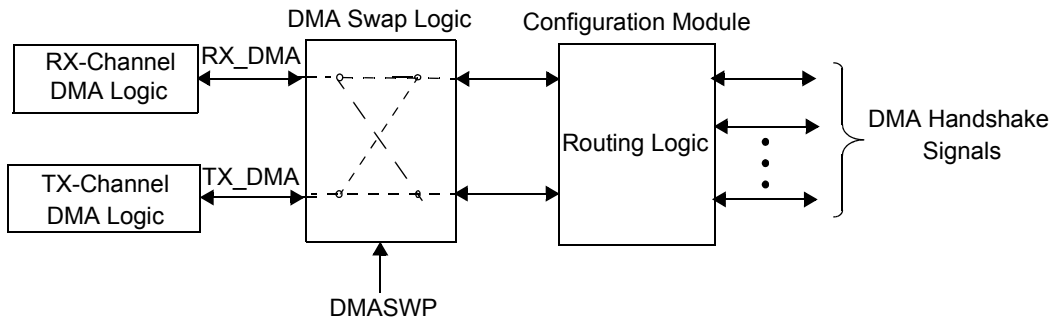 DMA Swap Logic
Configuration Module
RX-Channel
DMA Logic
RX_DMA
TX-Channel
DMA Logic
TX_DMA
Routing Logic
DMA Handshake
Signals
DMASWP